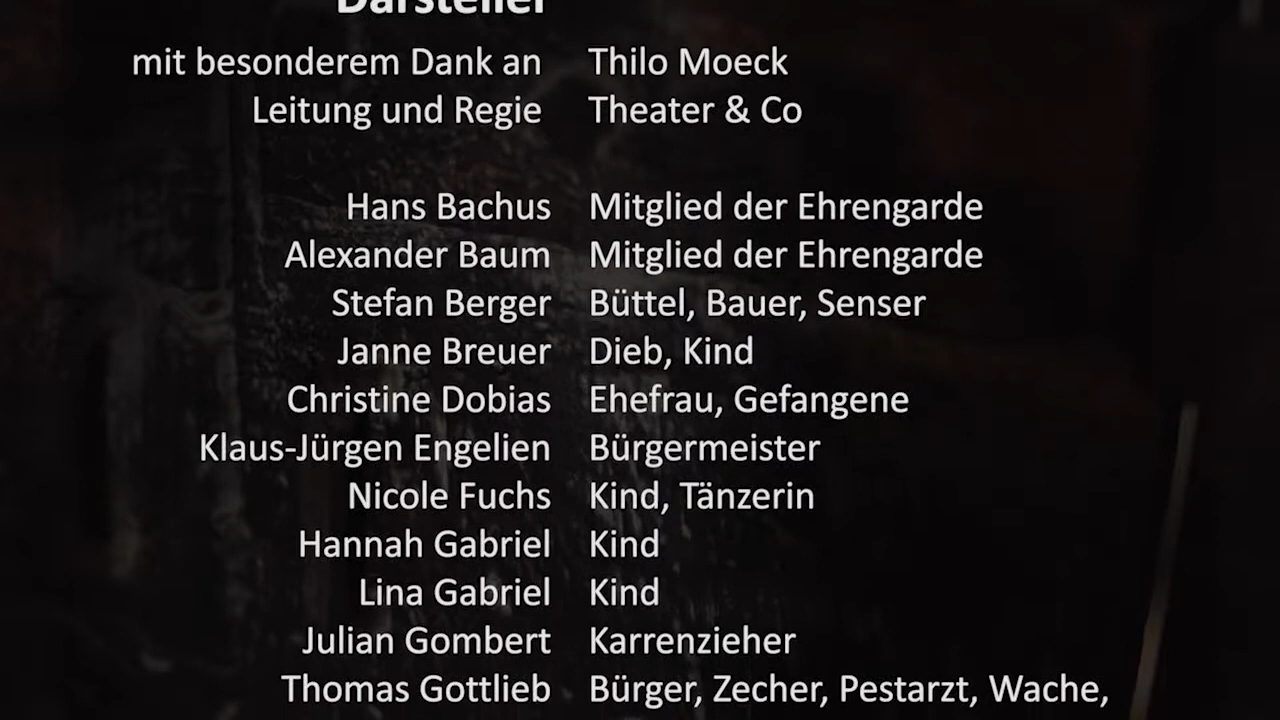 Darsteller
mit besonderem Dank an Thilo Moeck
Leitung und Regie Theater & Co
Hans Bachus Mitglied der Ehrengarde
Alexander Baum Mitglied der Ehrengarde
Stefan Berger Büttel, Bauer, Senser
Janne Breuer Dieb, Kind
Christine Dobias Ehefrau, Gefangene
Klaus-Jürgen Engelien Bürgermeister
Nicole Fuchs Kind, Tänzerin
Hannah Gabriel Kind
Lina Gabriel Kind
Julian Gombert Karrenzieher
Thomas Gottlieb Bürger, Zecher, Pestarzt, Wache,